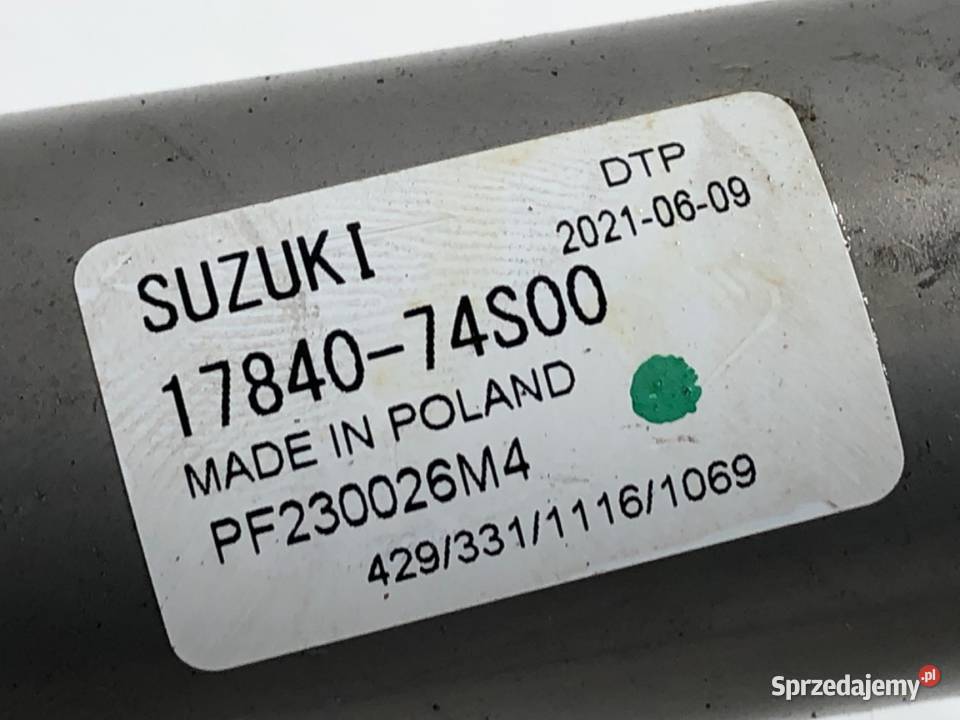 DTP
2021-06-09
SUZUKI
17840-74S00
MADE IN POLAND
PF230026M4
429/331/1116/1069
Sprzedajemy.pl